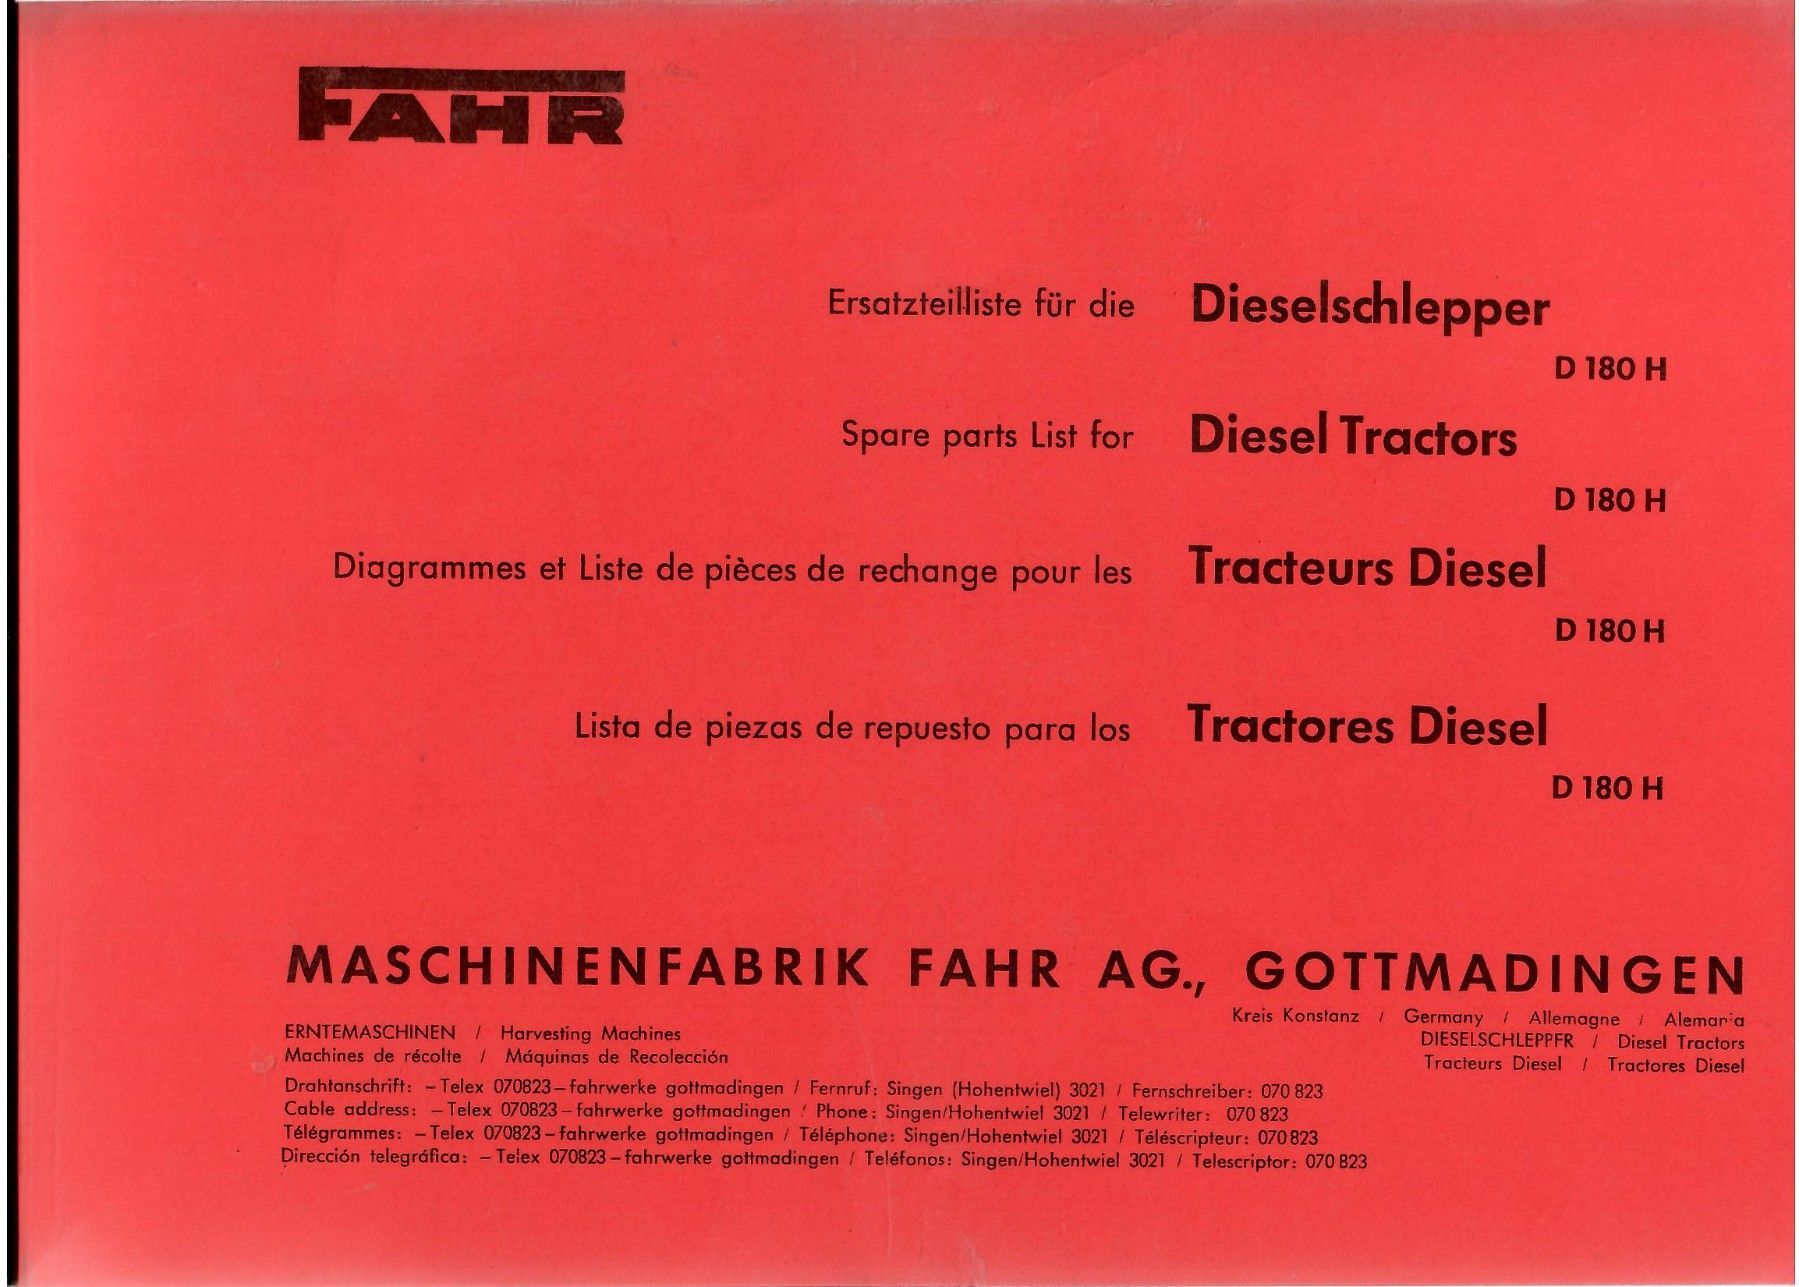 FAHR
Ersatzteilliste für die Dieselschlepper
D 180 H
Spare parts List for Diesel Tractors
D 180 H
Diagrammes et Liste de pièces de rechange pour les Tracteurs Diesel
D 180 H
Lista de piezas de repuesto para los Tractores Diesel
D 180 H
MASCHINENFABRIK FAHR AG., GOTTMADINGEN
Kreis Konstanz / Germany / Allemagne / Alemania
ERNTEMASCHINEN / Harvesting Machines
DIESELSCHLEPPER / Diesel Tractors
Machines de récolte / Máquinas de Recolección
Tracteurs Diesel / Tractores Diesel
Drahtanschrift: –Telex 070823–fahrwerke gottmadingen / Fernruf: Singen (Hohentwiel) 3021 / Fernschreiber: 070 823
Cable address: –Telex 070823–fahrwerke gottmadingen / Phone: Singen/Hohentwiel 3021 / Telewriter: 070 823
Télégrammes: –Telex 070823–fahrwerke gottmadingen / Téléphone: Singen/Hohentwiel 3021 / Téléscripteur: 070 823
Dirección telegráfica: –Telex 070823–fahrwerke gottmadingen / Teléfonos: Singen/Hohentwiel 3021 / Telescriptor: 070 823